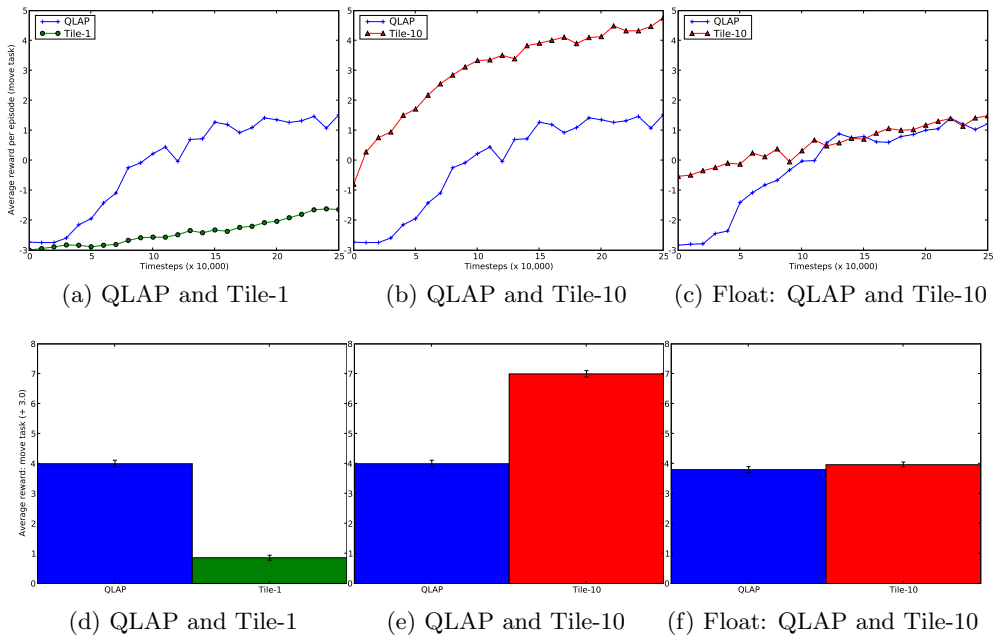 QLAP
Tile-1
QLAP
Tile-10
QLAP
Tile-10
Average reward per episode (move task)
5
4
3
2
1
0
-1
-2
-3
0 5 10 15 20 25
Timesteps (x 10,000)
5
4
3
2
1
0
-1
-2
-3
0 5 10 15 20 25
Timesteps (x 10,000)
5
4
3
2
1
0
-1
-2
-3
0 5 10 15 20 25
Timesteps (x 10,000)
(a) QLAP and Tile-1
(b) QLAP and Tile-10
(c) Float: QLAP and Tile-10
Average reward: move task (+ 3.0)
8
7
6
5
4
3
2
1
0
QLAP Tile-1
8
7
6
5
4
3
2
1
0
QLAP Tile-10
8
7
6
5
4
3
2
1
0
QLAP Tile-10
(d) QLAP and Tile-1
(e) QLAP and Tile-10
(f) Float: QLAP and Tile-10